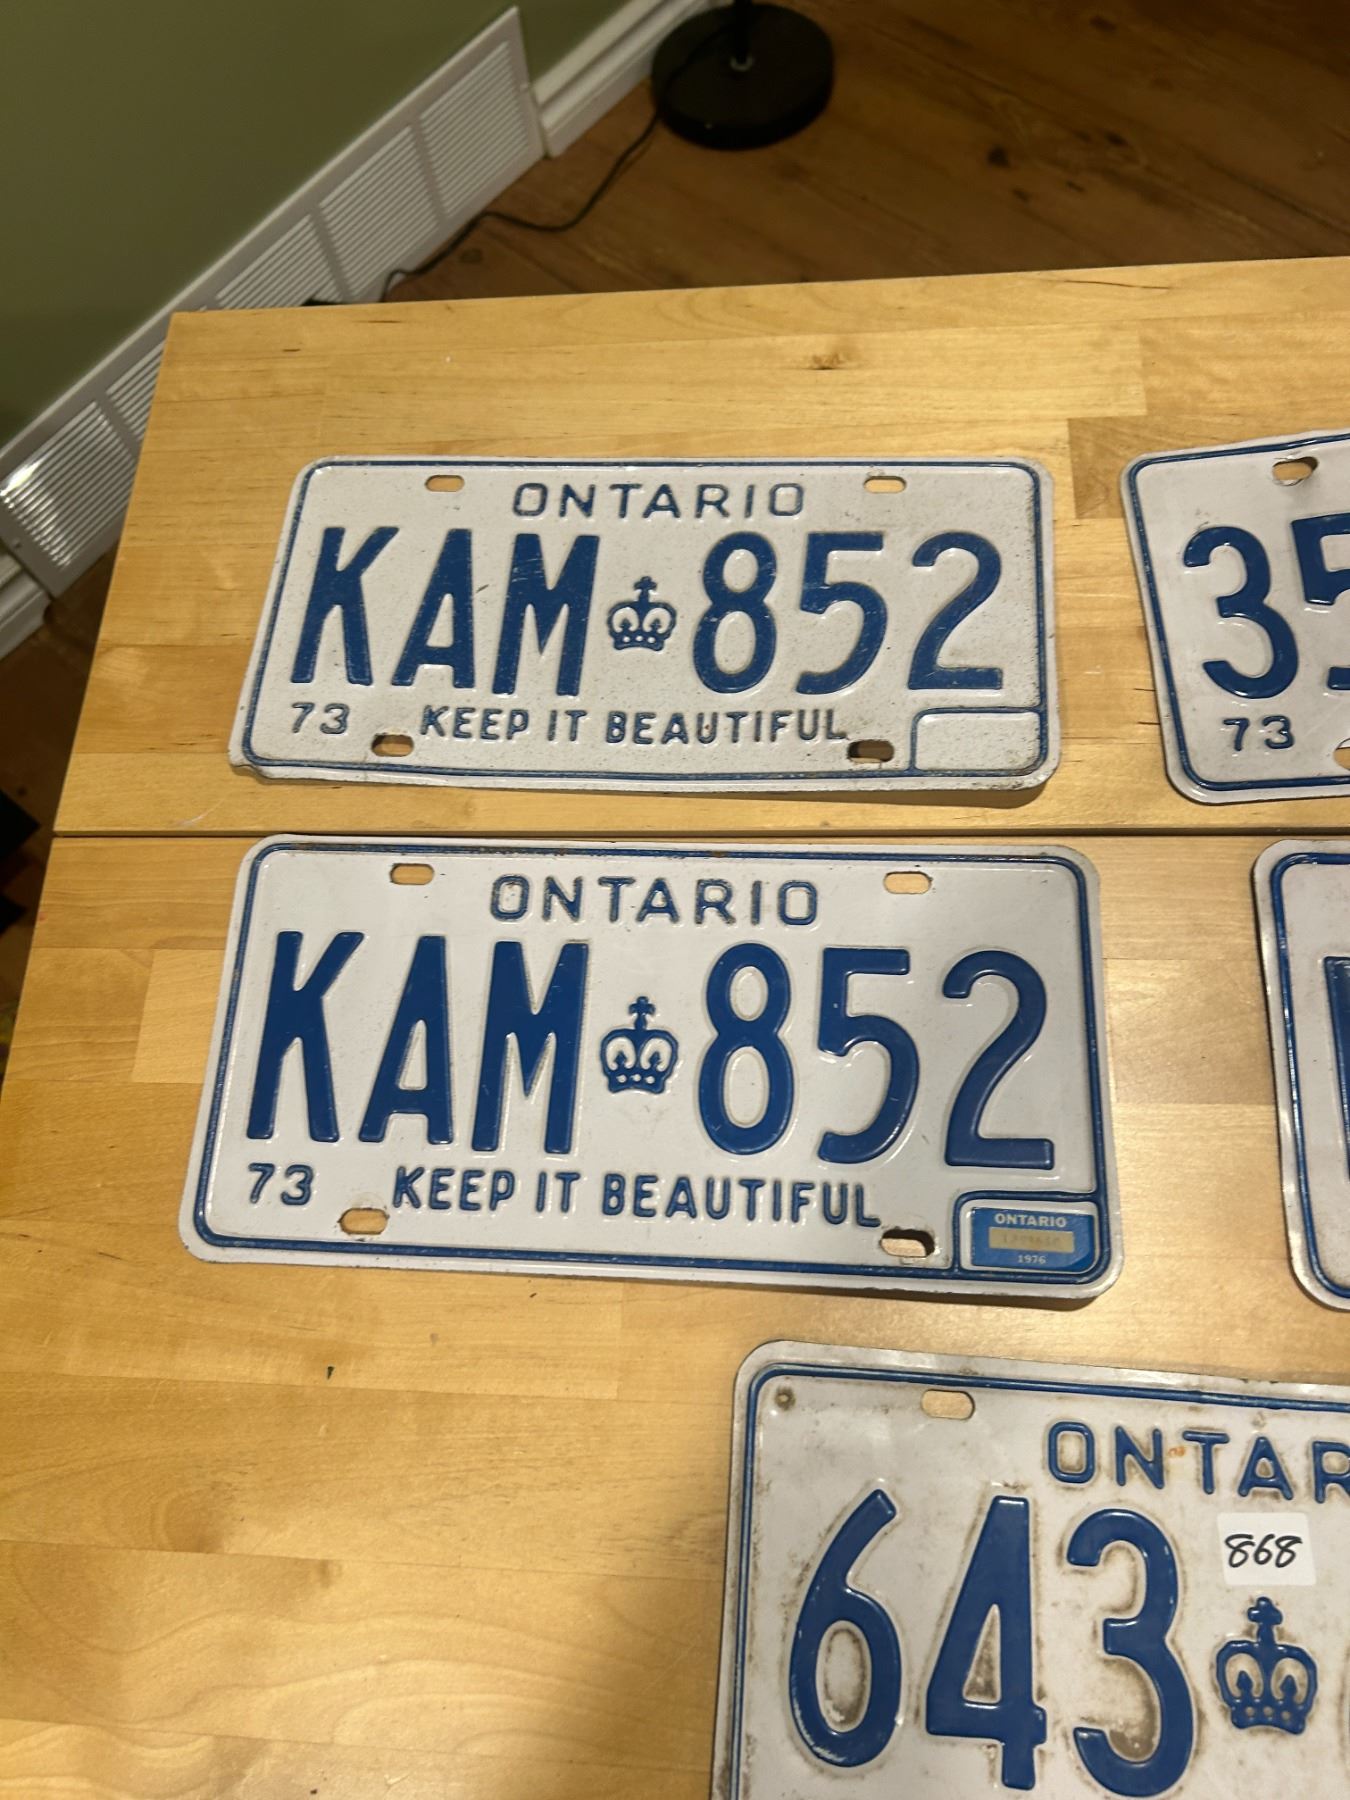 ONTARIO
KAM 852
73 KEEP IT BEAUTIFUL
35
73
ONTARIO
KAM 852
73 KEEP IT BEAUTIFUL
ONTARIO
1976
ONTAR
868
643